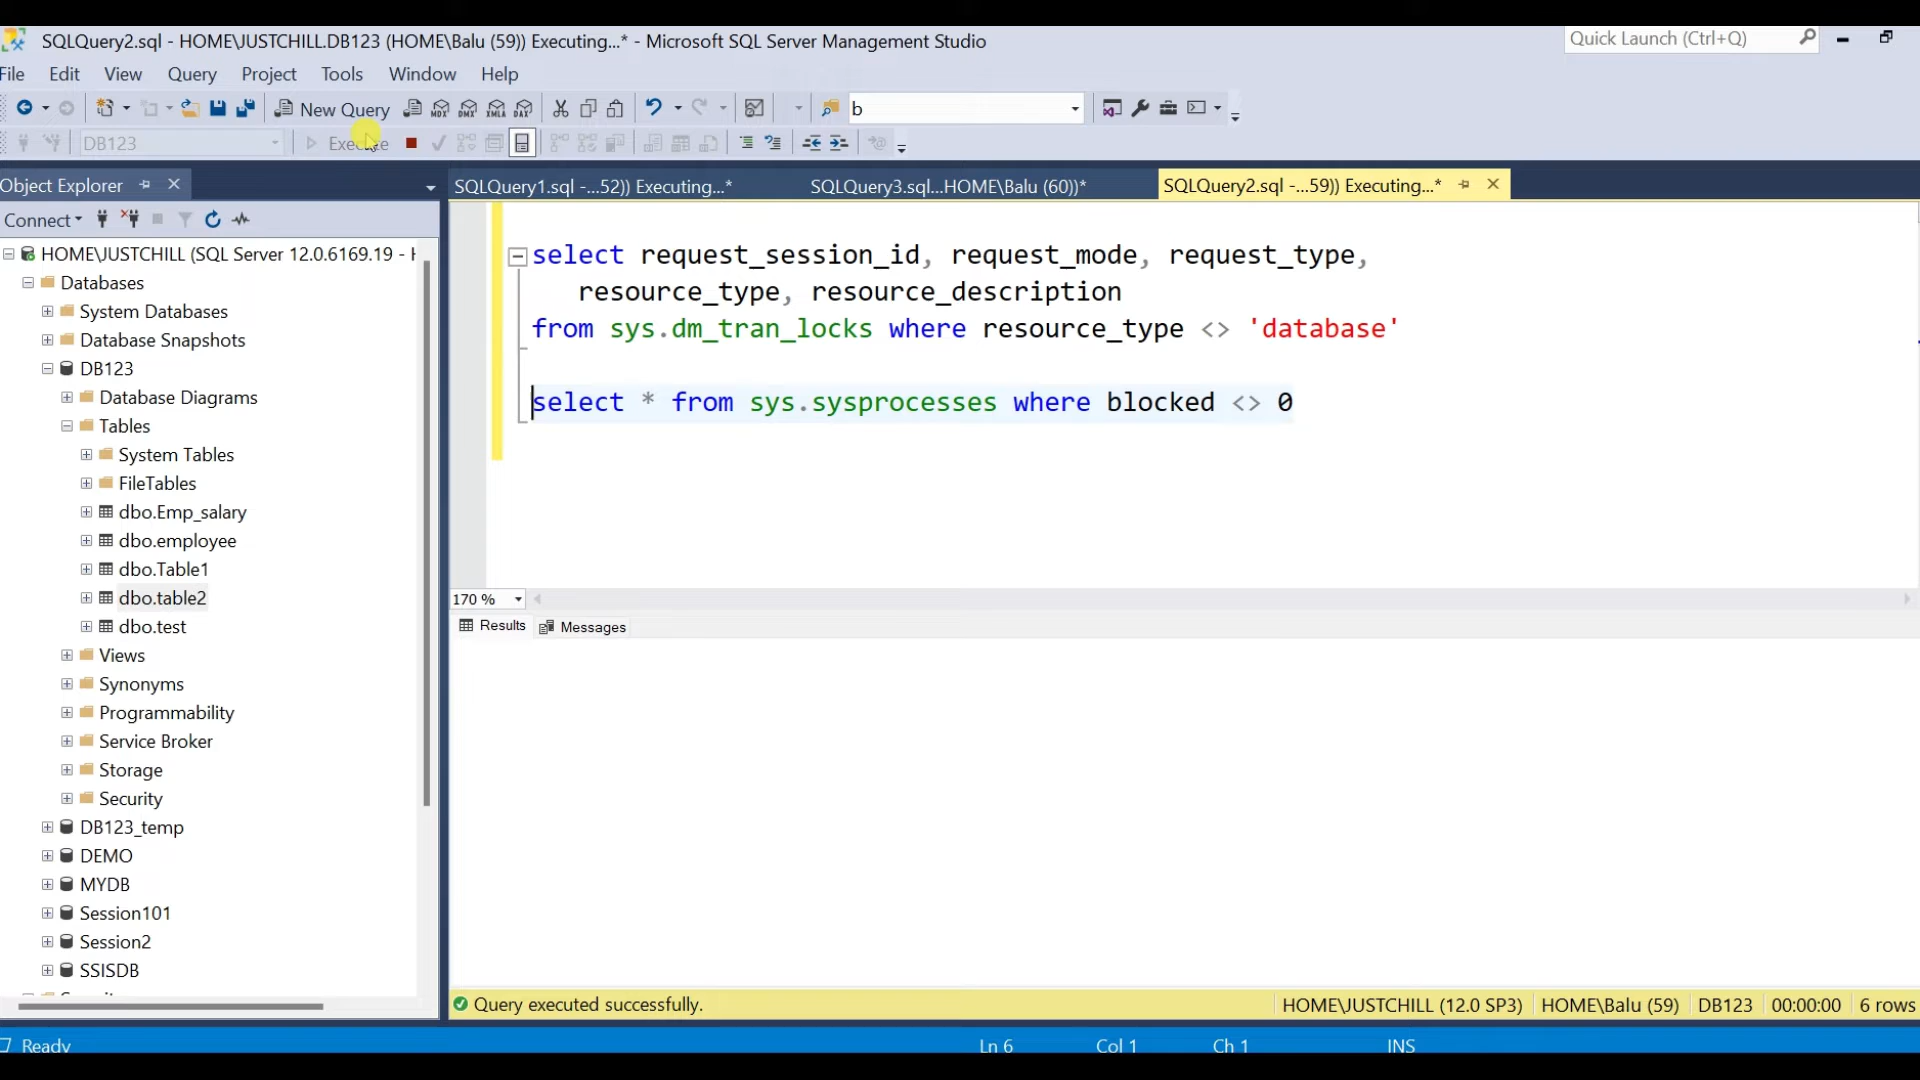 SQLQuery2.sql - HOME\JUSTCHILL.DB123 (HOME\Balu (59)) Executing...* - Microsoft SQL Server Management Studio
Quick Launch (Ctrl+Q)
File Edit View Query Project Tools Window Help
New Query MDX DMX XMLA DAX b
DB123 Execute
Object Explorer
SQLQuery1.sql -...52)) Executing...* SQLQuery3.sql...HOME\Balu (60))* SQLQuery2.sql -...59)) Executing...*
Connect
HOME\JUSTCHILL (SQL Server 12.0.6169.19 - H
Databases
System Databases
Database Snapshots
DB123
Database Diagrams
Tables
System Tables
FileTables
dbo.Emp_salary
dbo.employee
dbo.Table1
dbo.table2
dbo.test
Views
Synonyms
Programmability
Service Broker
Storage
Security
DB123_temp
DEMO
MYDB
Session101
Session2
SSISDB
select request_session_id, request_mode, request_type,
resource_type, resource_description
from sys.dm_tran_locks where resource_type <> 'database'
select * from sys.sysprocesses where blocked <> 0
170 %
Results Messages
Query executed successfully. HOME\JUSTCHILL (12.0 SP3) HOME\Balu (59) DB123 00:00:00 6 rows
Ready Ln 6 Col 1 Ch 1 INS